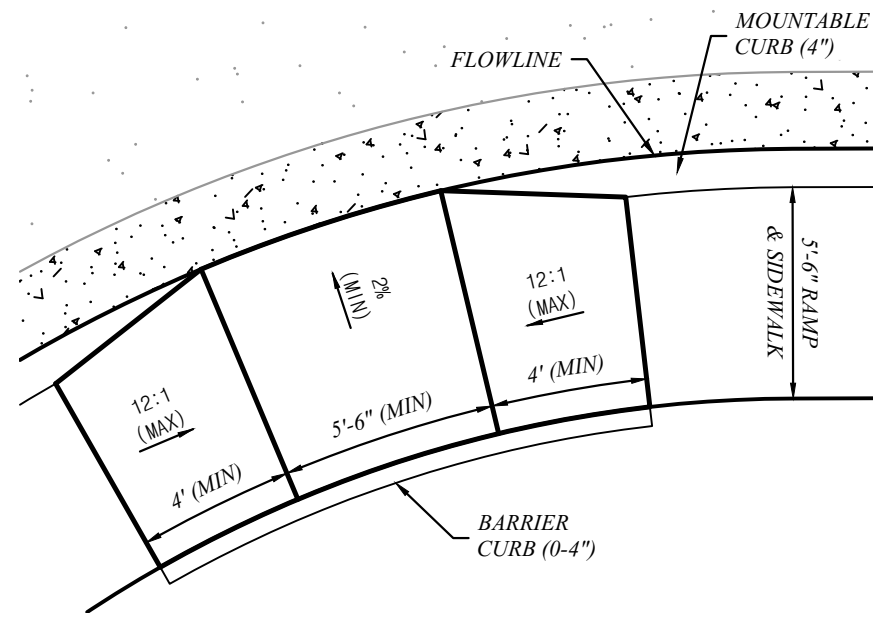 MOUNTABLE
CURB (4")
FLOWLINE
5'-6" RAMP
& SIDEWALK
2%
(MIN)
12:1
(MAX)
4' (MIN)
12:1
(MAX)
5'-6" (MIN)
4' (MIN)
BARRIER
CURB (0-4")